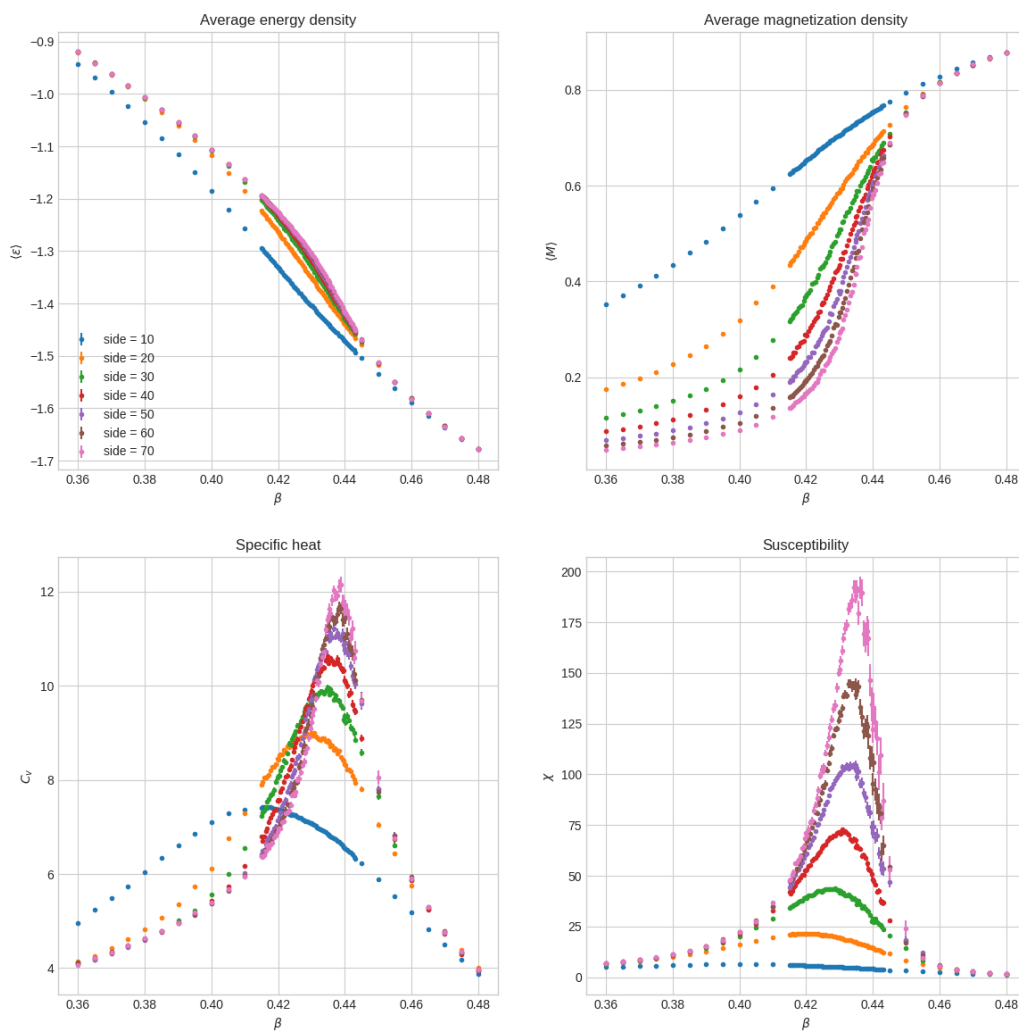 Average energy density
−0.9
−1.0
−1.1
−1.2
−1.3
−1.4
−1.5
−1.6
−1.7
⟨ε⟩
side = 10
side = 20
side = 30
side = 40
side = 50
side = 60
side = 70
0.36 0.38 0.40 0.42 0.44 0.46 0.48
β
Average magnetization density
0.8
0.6
0.4
0.2
⟨M⟩
0.36 0.38 0.40 0.42 0.44 0.46 0.48
β
Specific heat
12
10
8
6
4
Cᵥ
0.36 0.38 0.40 0.42 0.44 0.46 0.48
β
Susceptibility
200
175
150
125
100
75
50
25
0
χ
0.36 0.38 0.40 0.42 0.44 0.46 0.48
β